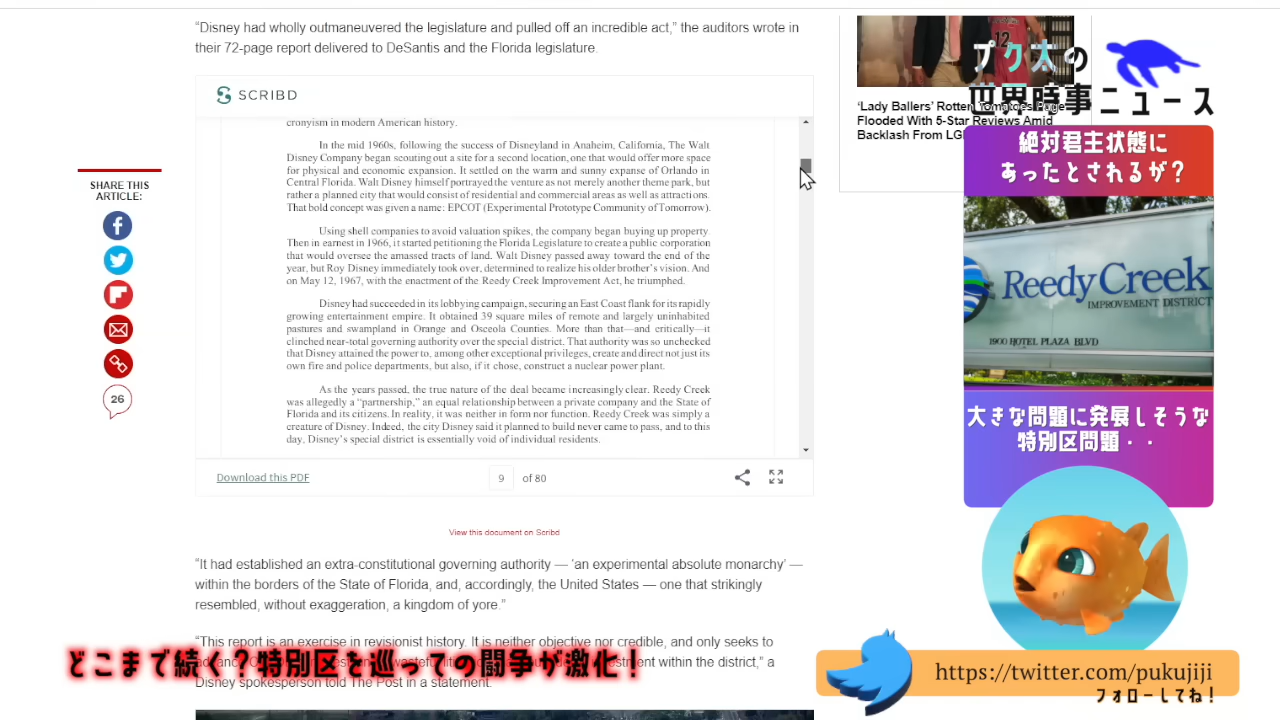 “Disney had wholly outmaneuvered the legislature and pulled off an incredible act,” the auditors wrote in
their 72-page report delivered to DeSantis and the Florida legislature.
SCRIBD
cronyism in modern American history.
In the mid 1960s, following the success of Disneyland in Anaheim, California, The Walt
Disney Company began scouting out a site for a second location, one that would offer more space
for physical and economic expansion. It settled on the warm and sunny expanse of Orlando in
Central Florida. Walt Disney himself portrayed the venture as not merely another theme park, but
rather a planned city that would consist of residential and commercial areas as well as attractions.
That bold concept was given a name: EPCOT (Experimental Prototype Community of Tomorrow).
Using shell companies to avoid valuation spikes, the company began buying up property.
Then in earnest in 1966, it started petitioning the Florida Legislature to create a public corporation
that would oversee the amassed tracts of land. Walt Disney passed away toward the end of the
year, but Roy Disney immediately took over, determined to realize his older brother’s vision. And
on May 12, 1967, with the enactment of the Reedy Creek Improvement Act, he triumphed.
Disney had succeeded in its lobbying campaign, securing an East Coast flank for its rapidly
growing entertainment empire. It obtained 39 square miles of remote and largely uninhabited
pastures and swampland in Orange and Osceola Counties. More than that—and critically—it
clinched near-total governing authority over the special district. That authority was so unchecked
that Disney attained the power to, among other exceptional privileges, create and direct not just its
own fire and police departments, but also, if it chose, construct a nuclear power plant.
As the years passed, the true nature of the deal became increasingly clear. Reedy Creek
was allegedly a “partnership,” an equal relationship between a private company and the State of
Florida and its citizens. In reality, it was neither in form nor function. Reedy Creek was simply a
creature of Disney. Indeed, the city Disney said it planned to build never came to pass, and to this
day, Disney’s special district is essentially void of individual residents.
Download this PDF
9 of 80
View this document on Scribd
“It had established an extra-constitutional governing authority — ‘an experimental absolute monarchy’ —
within the borders of the State of Florida, and, accordingly, the United States — one that strikingly
resembled, without exaggeration, a kingdom of yore.”
“This report is an exercise in revisionist history. It is neither objective nor credible, and only seeks to
within the district,” a
Disney spokesperson told The Post in a statement.
どこまで続く？特別区を巡っての闘争が激化！
SHARE THIS
ARTICLE:
26
12
‘Lady Ballers’ Rotten Tomatoes Page
Flooded With 5-Star Reviews Amid
Backlash From
プク太の
世界時事ニュース
絶対君主状態に
あったとされるが？
Reedy Creek
IMPROVEMENT DISTRICT
1900 HOTEL PLAZA BLVD
大きな問題に発展しそうな
特別区問題・・
https://twitter.com/pukujiji
フォローしてね！